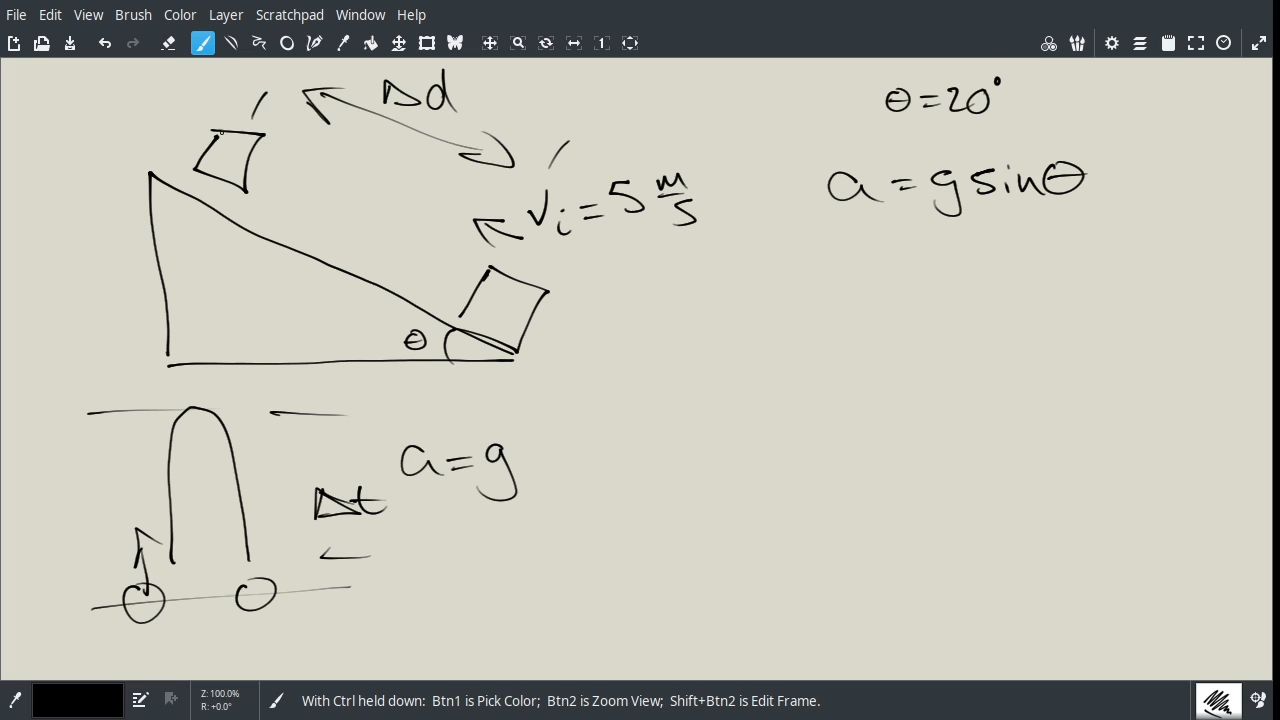 File Edit View Brush Color Layer Scratchpad Window Help
Δd
θ = 20°
a = g sinθ
Vi = 5 m/s
θ
a = g
Δt
Z: 100.0%
R: +0.0°
With Ctrl held down: Btn1 is Pick Color; Btn2 is Zoom View; Shift+Btn2 is Edit Frame.